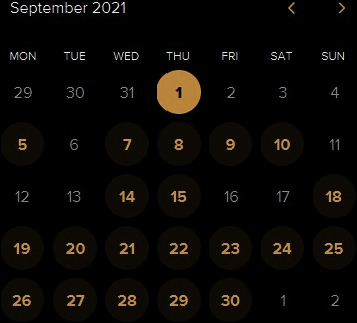 September 2021
MON TUE WED THU FRI SAT SUN
29 30 31 1 2 3 4
5 6 7 8 9 10 11
12 13 14 15 16 17 18
19 20 21 22 23 24 25
26 27 28 29 30 1 2